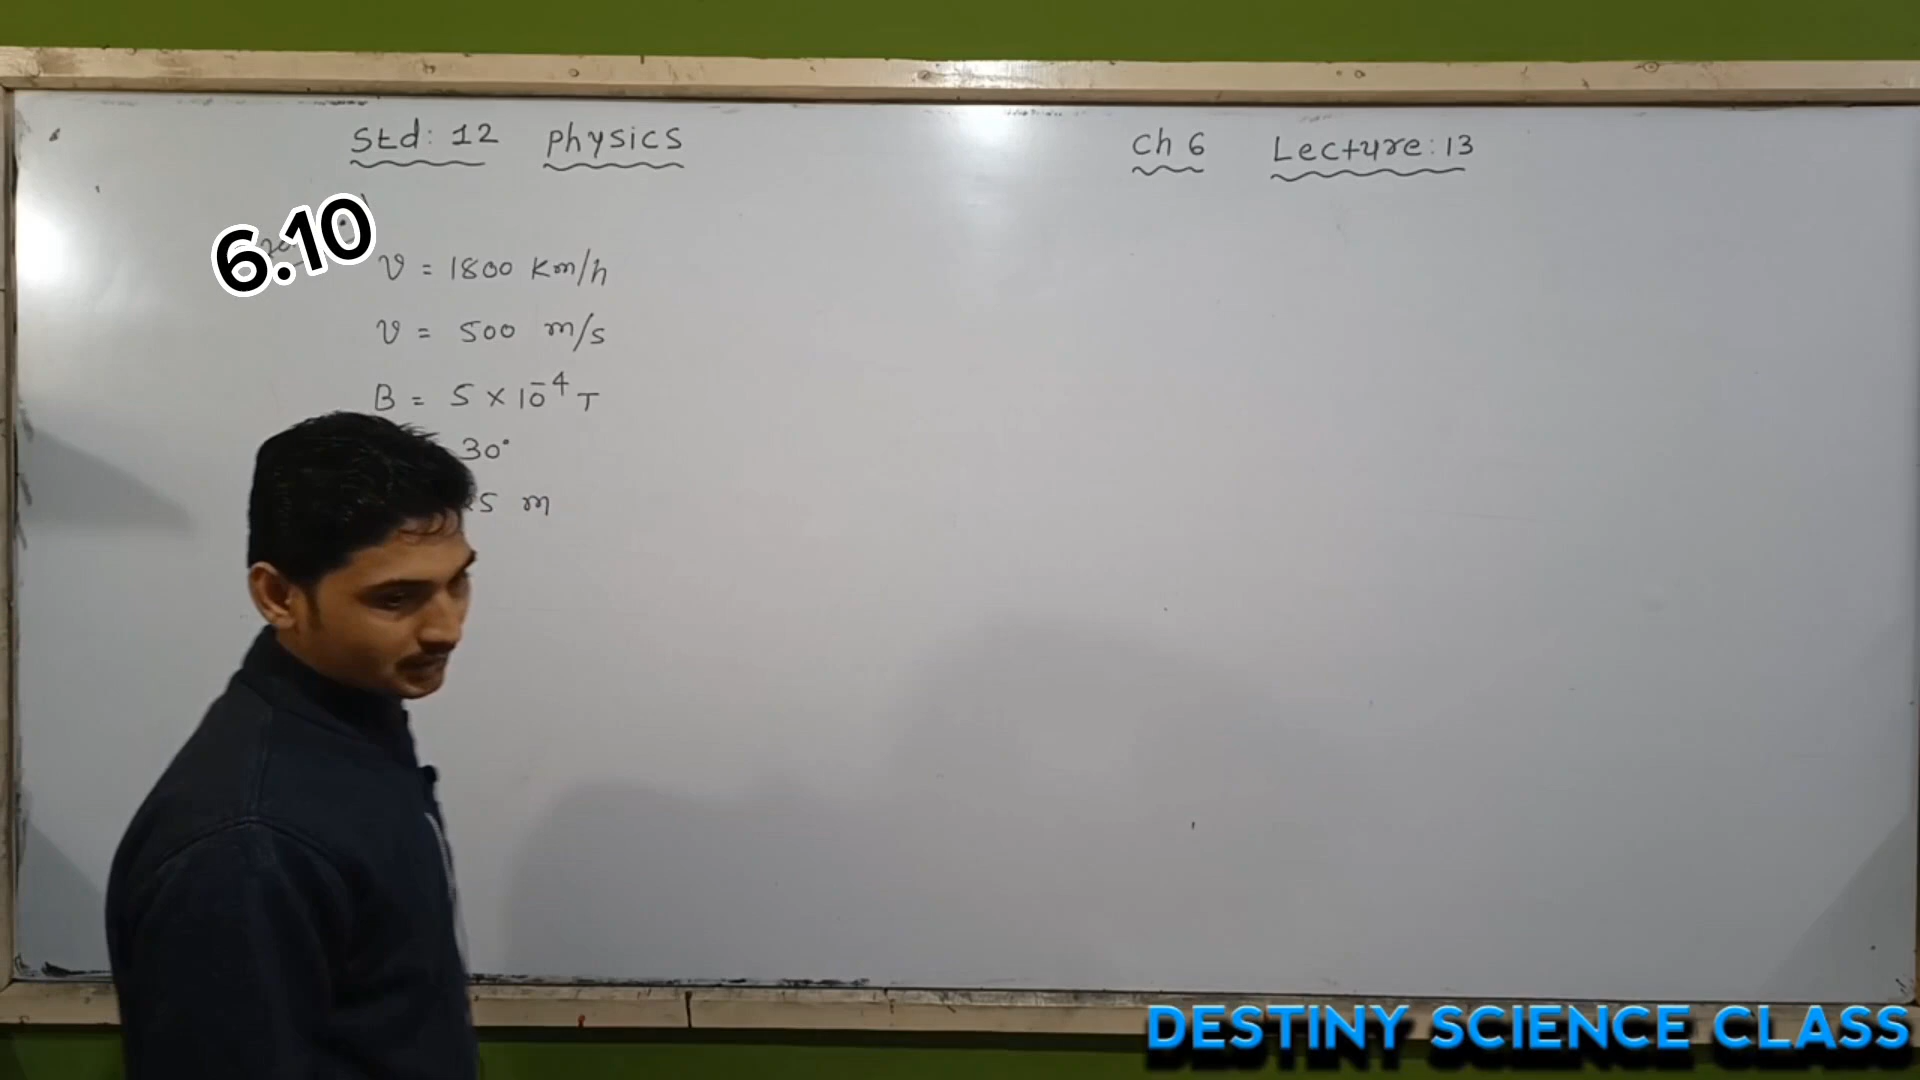 Std: 12 Physics
Ch 6 Lecture: 13
6.10
v = 1800 Km/h
v = 500 m/s
B = 5 × 10⁻⁴ T
30°
25 m
DESTINY SCIENCE CLASS